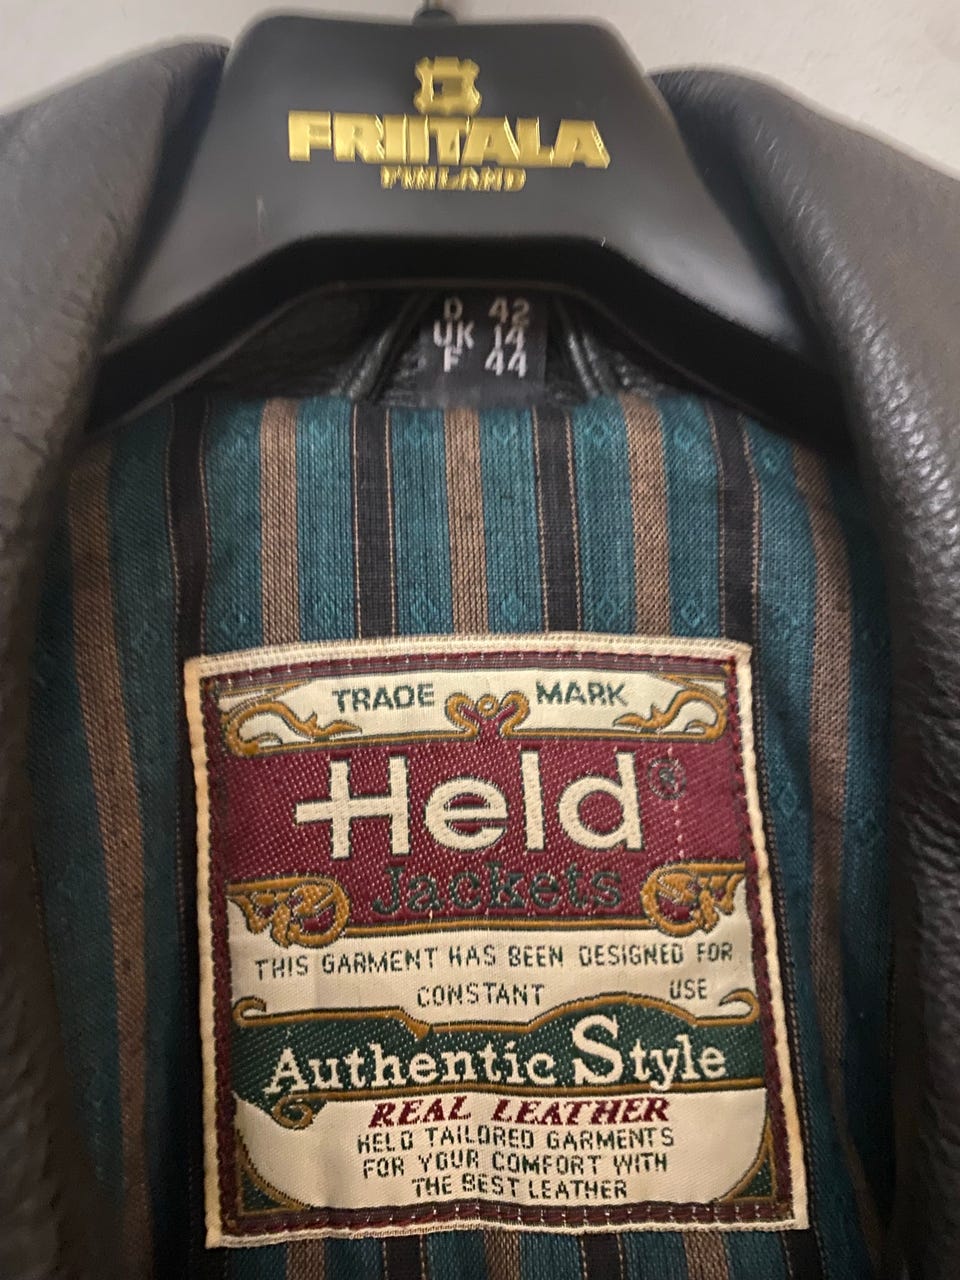 FRIITALA
FINLAND
D 42
UK 14
F 44
TRADE MARK
Held ®
Jackets
THIS GARMENT HAS BEEN DESIGNED FOR
CONSTANT USE
Authentic Style
REAL LEATHER
HELD TAILORED GARMENTS
FOR YOUR COMFORT WITH
THE BEST LEATHER